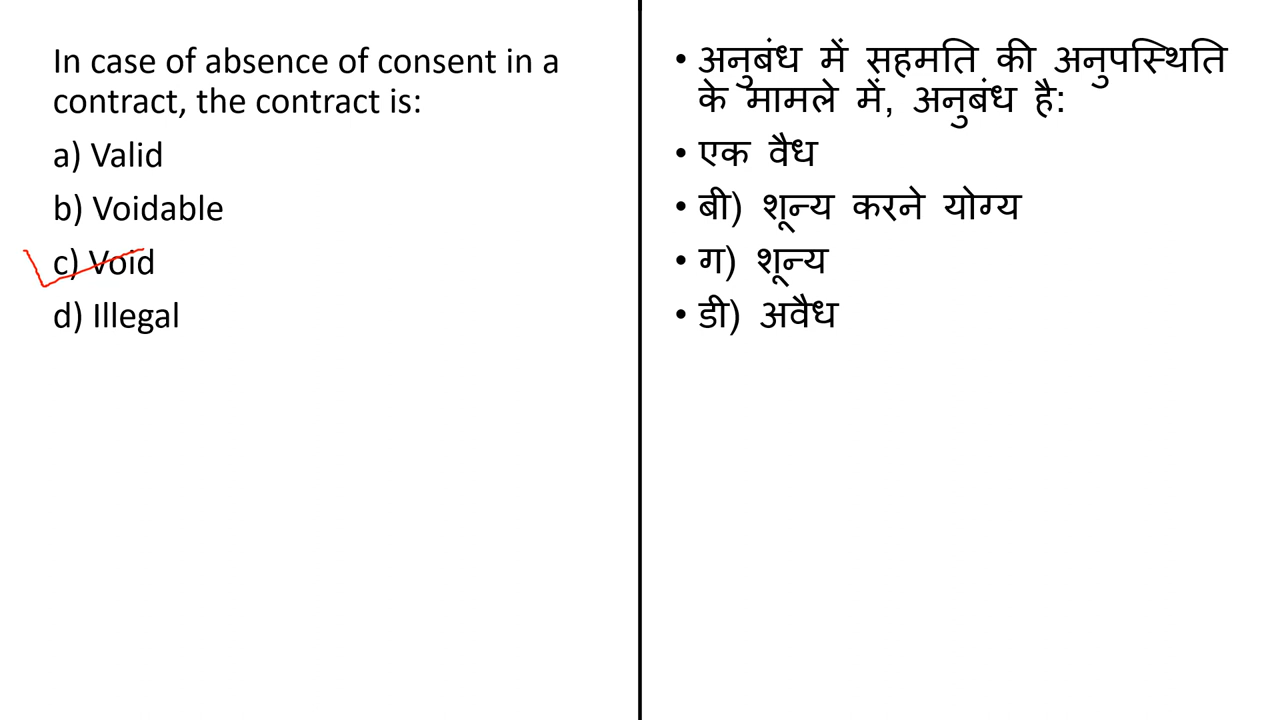 In case of absence of consent in a
contract, the contract is:
a) Valid
b) Voidable
c) Void
d) Illegal
• अनुबंध में सहमति की अनुपस्थिति
के मामले में, अनुबंध है:
• एक वैध
• बी) शून्य करने योग्य
• ग) शून्य
• डी) अवैध